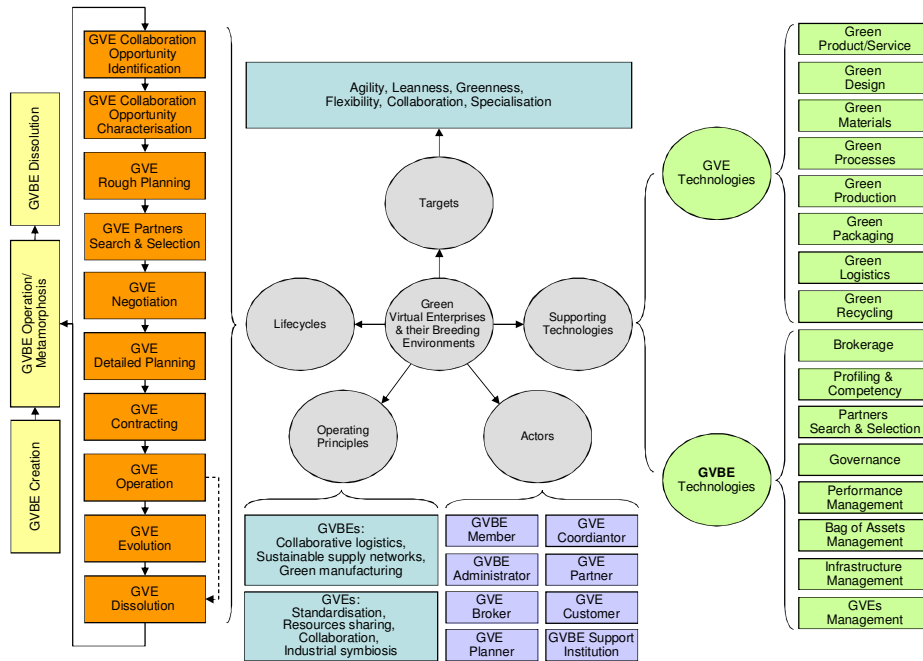 GVBE Dissolution
GVBE Operation/
Metamorphosis
GVBE Creation
GVE Collaboration
Opportunity
Identification
GVE Collaboration
Opportunity
Characterisation
GVE
Rough Planning
GVE Partners
Search & Selection
GVE
Negotiation
GVE
Detailed Planning
GVE
Contracting
GVE
Operation
GVE
Evolution
GVE
Dissolution
Agility, Leanness, Greenness,
Flexibility, Collaboration, Specialisation
Targets
Lifecycles
Green
Virtual Enterprises
& their Breeding
Environments
Supporting
Technologies
Operating
Principles
Actors
GVBEs:
Collaborative logistics,
Sustainable supply networks,
Green manufacturing
GVEs:
Standardisation,
Resources sharing,
Collaboration,
Industrial symbiosis
GVBE
Member
GVE
Coordiantor
GVBE
Administrator
GVE
Partner
GVE
Broker
GVE
Customer
GVE
Planner
GVBE Support
Institution
GVE
Technologies
GVBE
Technologies
Green
Product/Service
Green
Design
Green
Materials
Green
Processes
Green
Production
Green
Packaging
Green
Logistics
Green
Recycling
Brokerage
Profiling &
Competency
Partners
Search & Selection
Governance
Performance
Management
Bag of Assets
Management
Infrastructure
Management
GVEs
Management